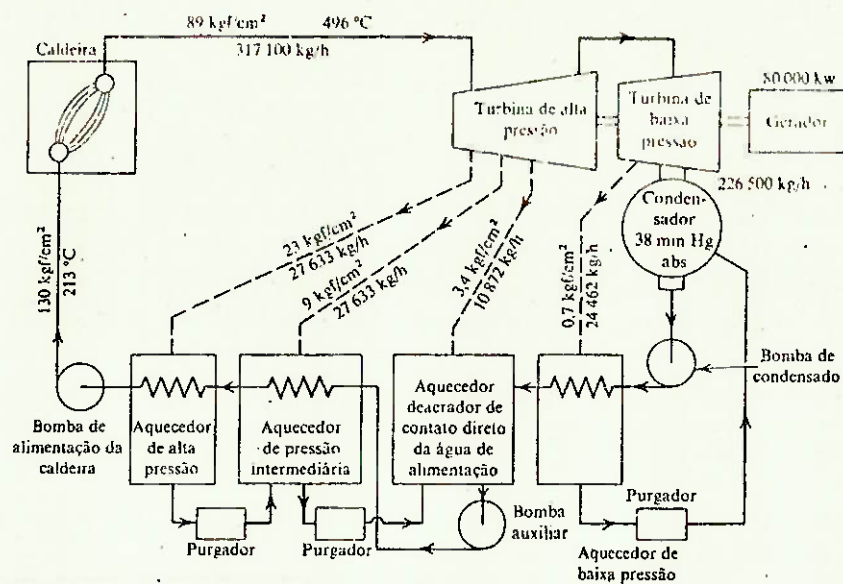 89 kgf/cm² 496 °C
317 100 kg/h
Caldeira
Turbina de alta
pressão
Turbina de
baixa
pressão
80 000 kw
Gerador
226 500 kg/h
Conden-
sador
38 mm Hg
abs
130 kgf/cm²
213 °C
23 kgf/cm²
27 633 kg/h
9 kgf/cm²
27 633 kg/h
3,4 kgf/cm²
10 872 kg/h
0,7 kgf/cm²
24 462 kg/h
Bomba de
condensado
Bomba de
alimentação da
caldeira
Aquecedor
de alta
pressão
Aquecedor
de pressão
intermediária
Aquecedor
deaerador de
contato direto
da água de
alimentação
Purgador
Purgador
Bomba
auxiliar
Purgador
Aquecedor de
baixa pressão